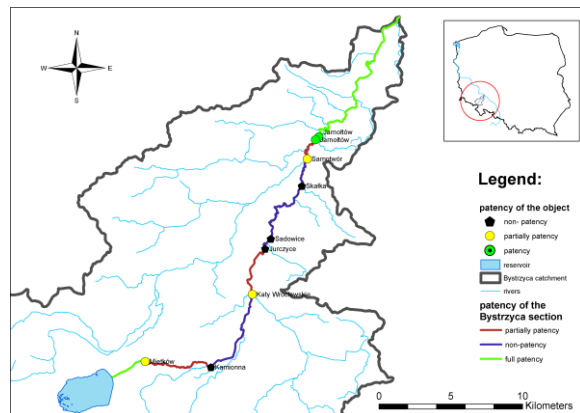 N
W E
S
Jarnołtów
Jarnołtów
Samotwór
Skałka
Sadowice
Jurczyce
Kąty Wrocławskie
Mietków
Kamionna
Legend:
patency of the object
non- patency
partially patency
patency
reservoir
Bystrzyca catchment
rivers
patency of the
Bystrzyca section
partially patency
non-patency
full patency
0 5 10
Kilometers